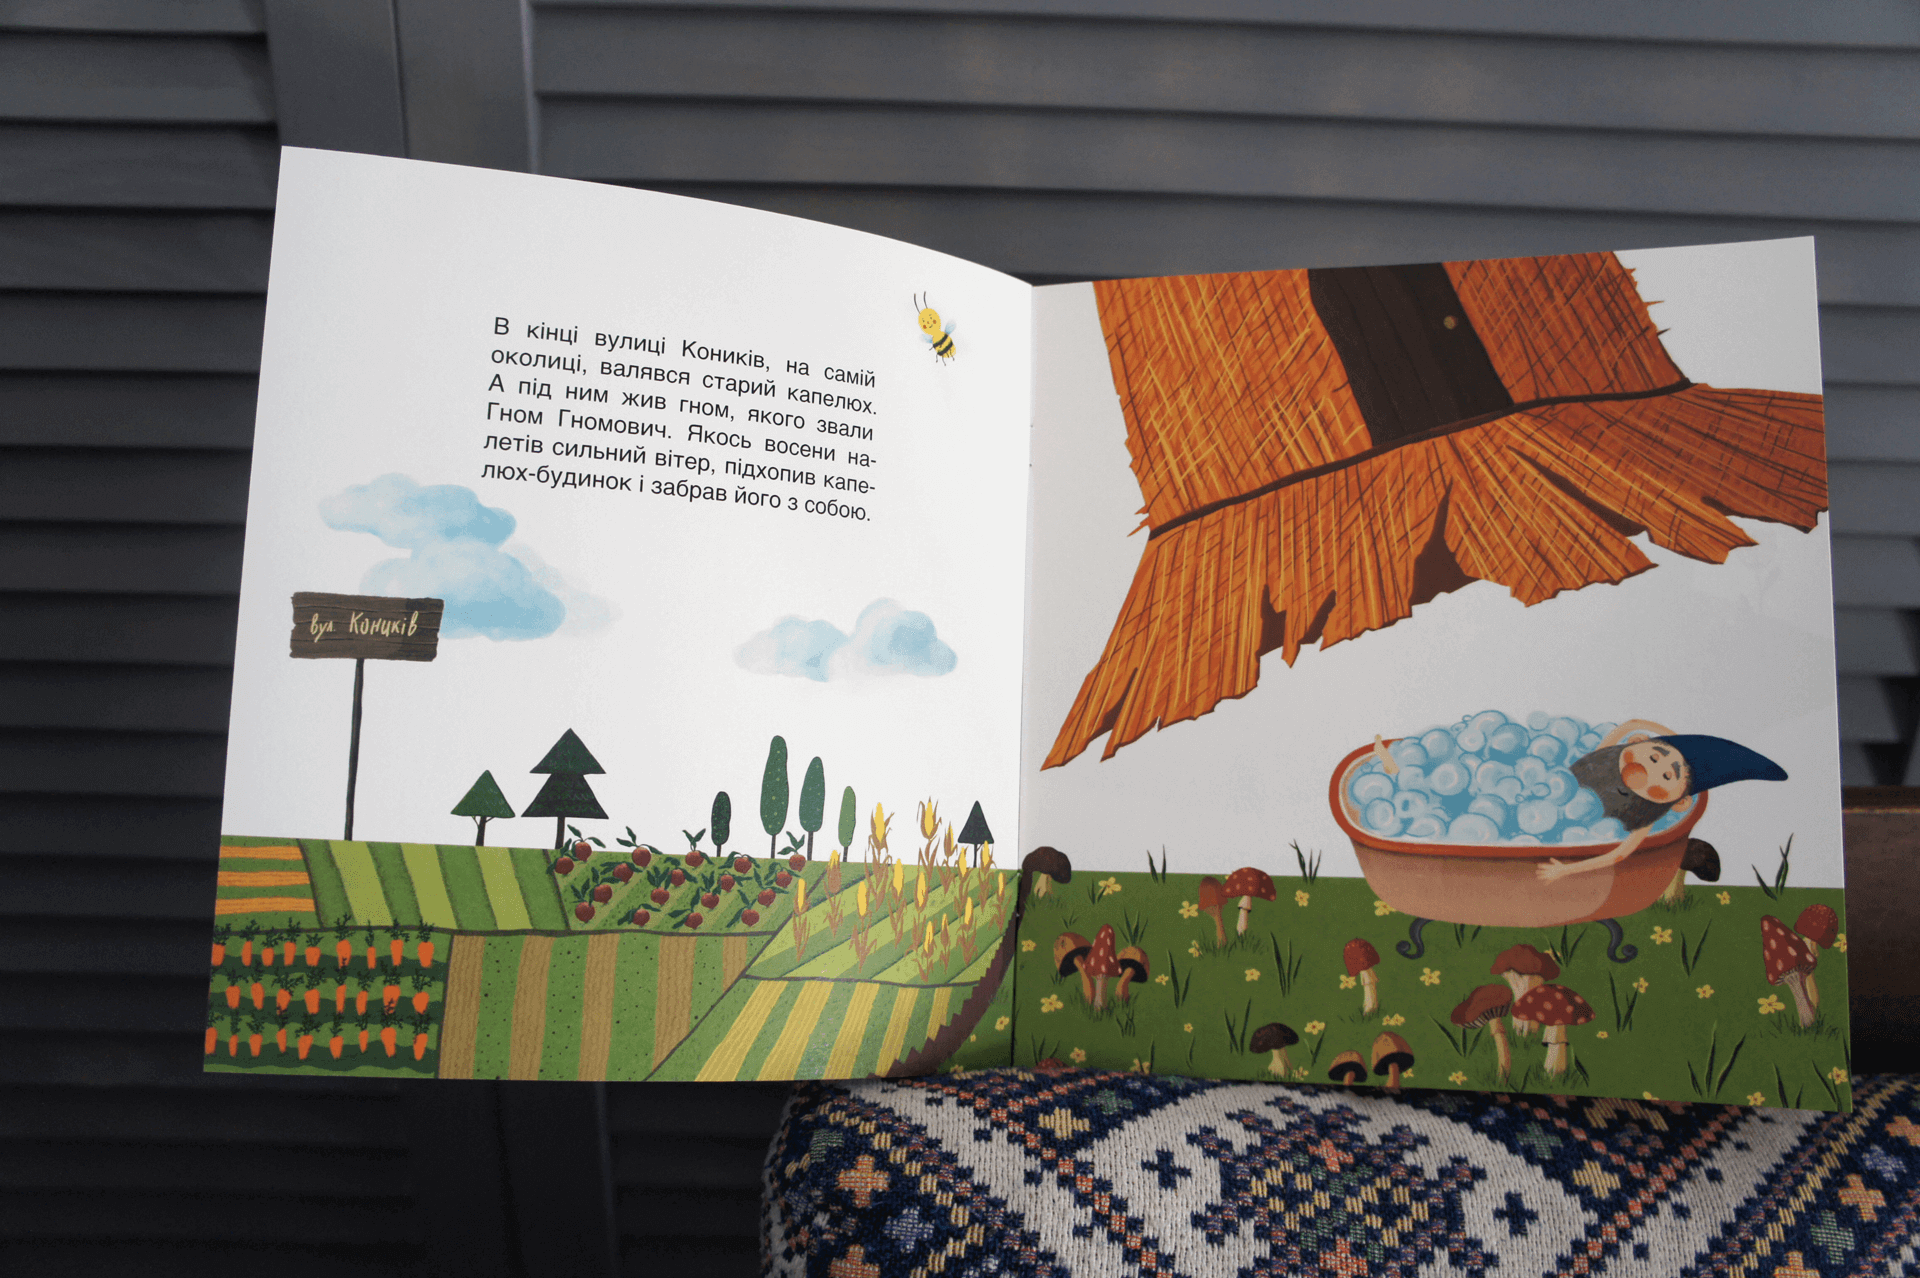 В кінці вулиці Коників, на самій
околиці, валявся старий капелюх.
А під ним жив гном, якого звали
Гном Гномович. Якось восени на-
летів сильний вітер, підхопив капе-
люх-будинок і забрав його з собою.
вул. Коників